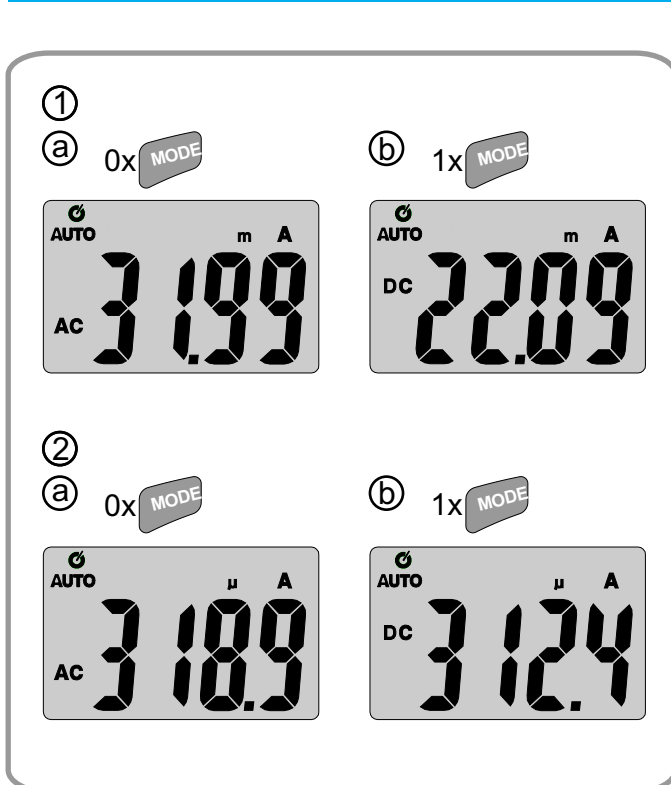 ①
ⓐ 0x MODE
ⓑ 1x MODE
AUTO m A
AC 31.99
AUTO m A
DC 22.09
②
ⓐ 0x MODE
ⓑ 1x MODE
AUTO µ A
AC 318.9
AUTO µ A
DC 312.4